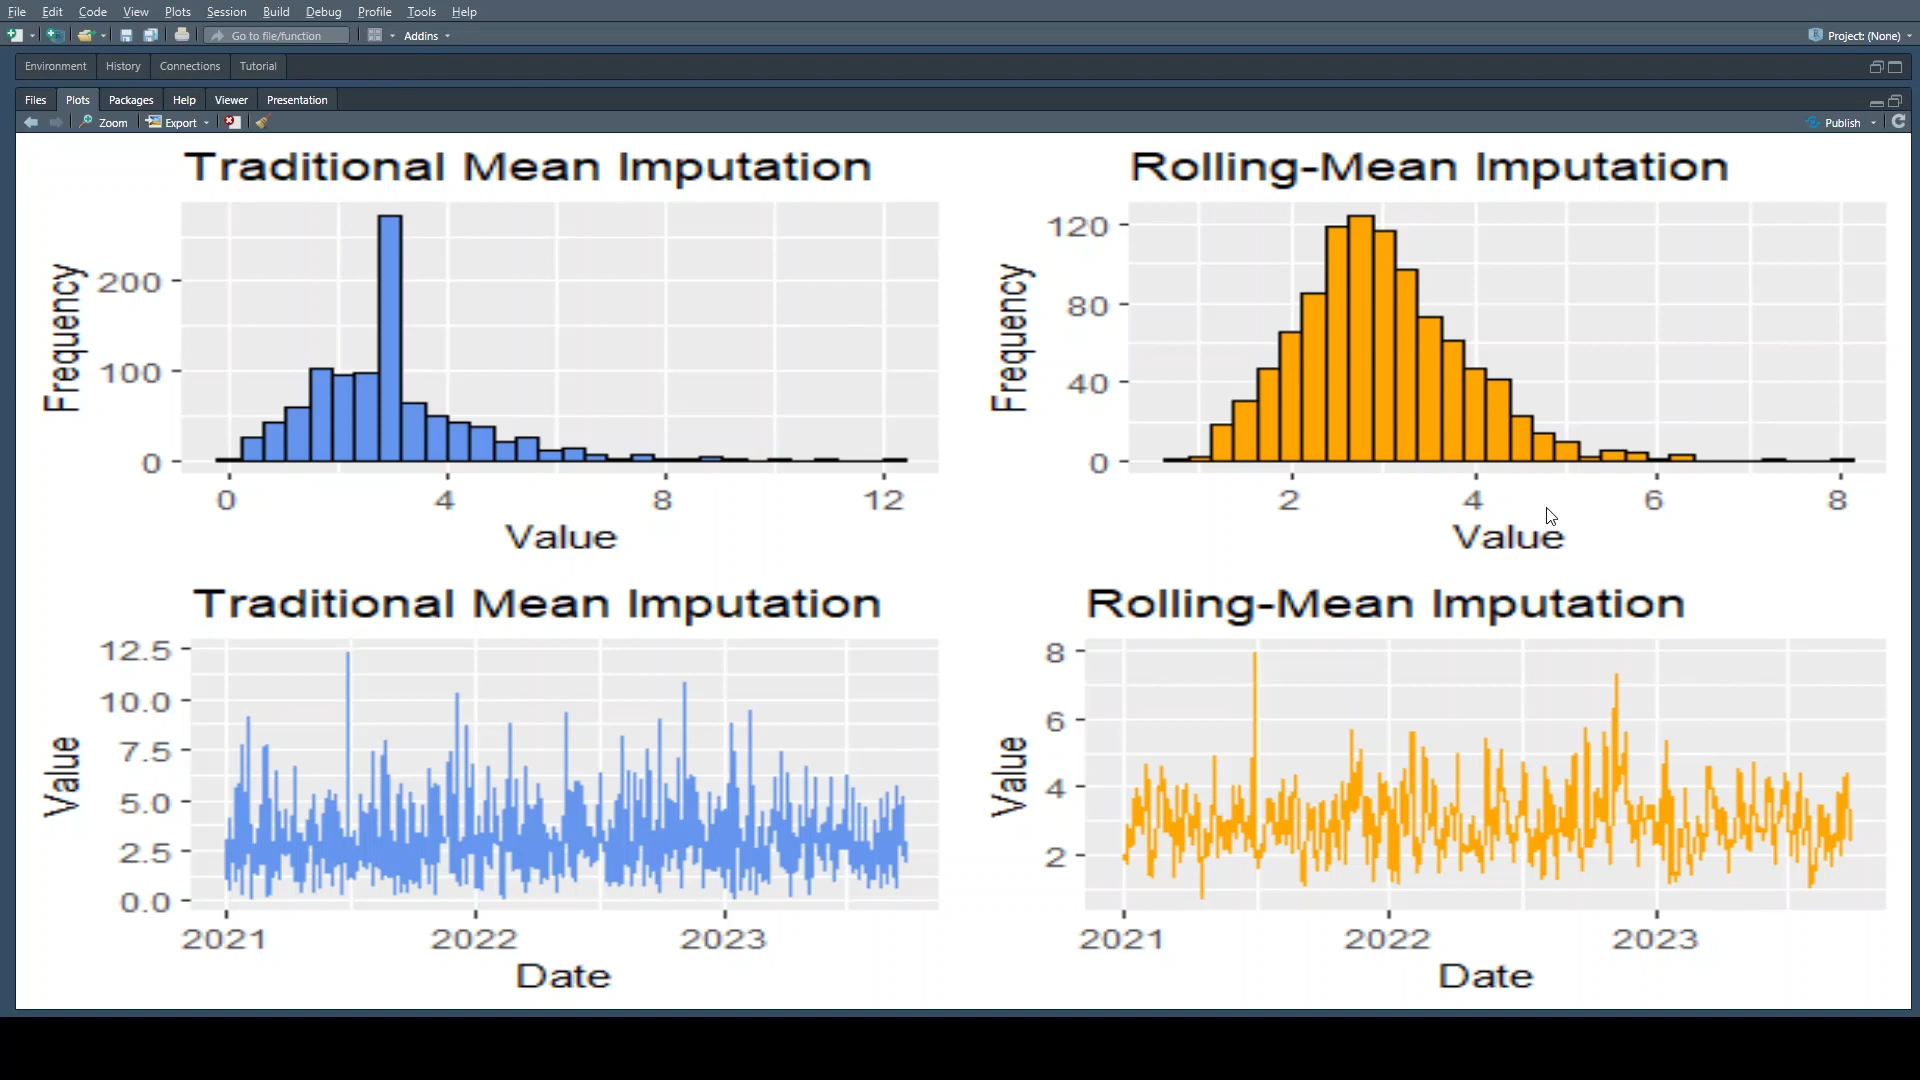 File Edit Code View Plots Session Build Debug Profile Tools Help
Go to file/function Addins Project: (None)
Environment History Connections Tutorial
Files Plots Packages Help Viewer Presentation
Zoom Export Publish
Traditional Mean Imputation
Frequency
200
100
0
0 4 8 12
Value
Rolling-Mean Imputation
Frequency
120
80
40
0
2 4 6 8
Value
Traditional Mean Imputation
Value
12.5
10.0
7.5
5.0
2.5
0.0
2021 2022 2023
Date
Rolling-Mean Imputation
Value
8
6
4
2
2021 2022 2023
Date